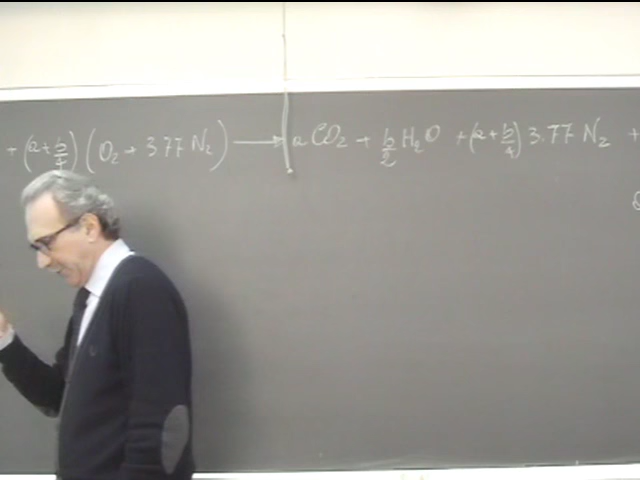 + (a+b/4) (O₂ + 3.77 N₂) → a CO₂ + b/2 H₂O + (a+b/4) 3.77 N₂ +